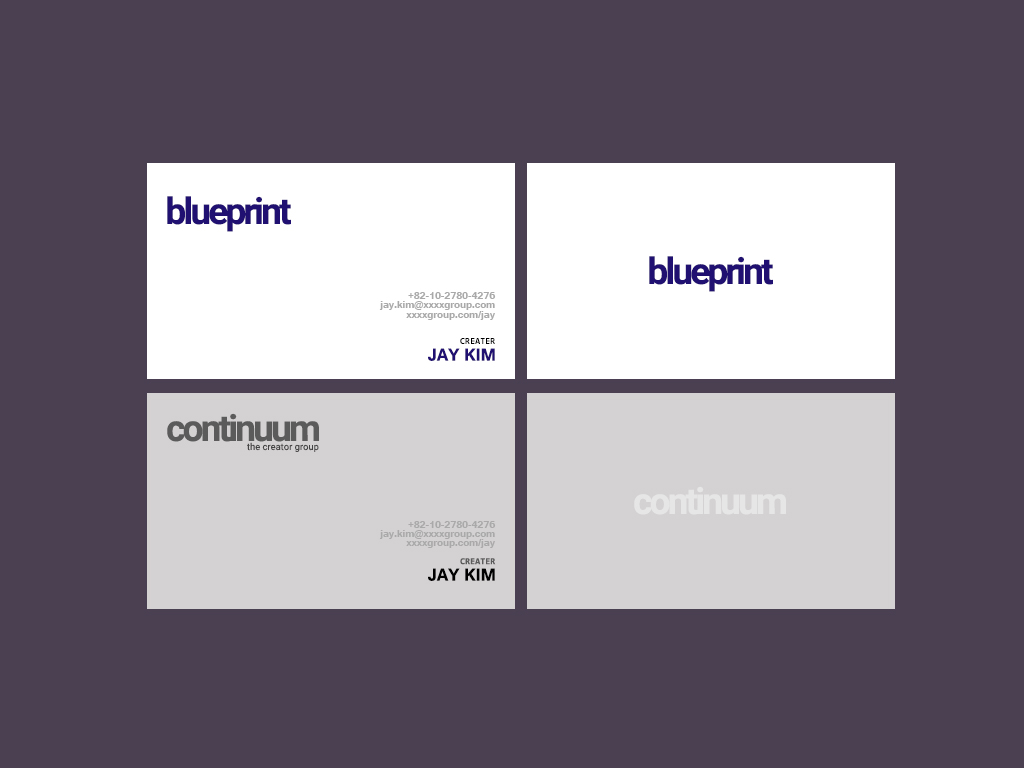 blueprint
+82-10-2780-4276
jay.kim@xxxxgroup.com
xxxxgroup.com/jay
CREATER
JAY KIM
blueprint
continuum
the creator group
+82-10-2780-4276
jay.kim@xxxxgroup.com
xxxxgroup.com/jay
CREATER
JAY KIM
continuum